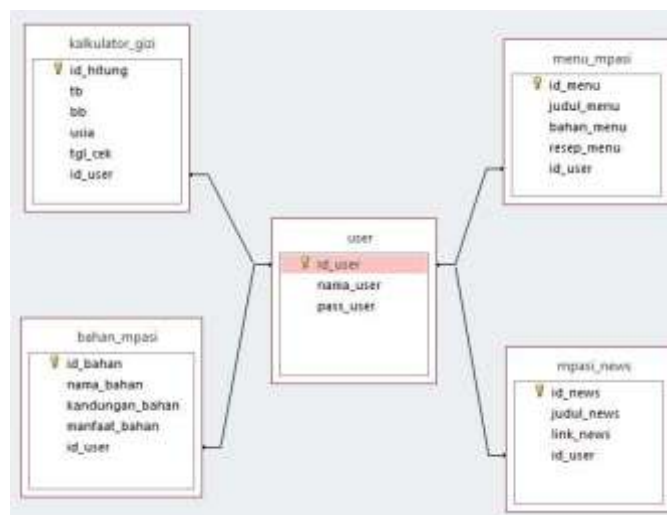 kalkulator_gizi
id_hitung
tb
bb
usia
tgl_cek
id_user
menu_mpasi
id_menu
judul_menu
bahan_menu
resep_menu
id_user
user
id_user
nama_user
pass_user
bahan_mpasi
id_bahan
nama_bahan
kandungan_bahan
manfaat_bahan
id_user
mpasi_news
id_news
judul_news
link_news
id_user